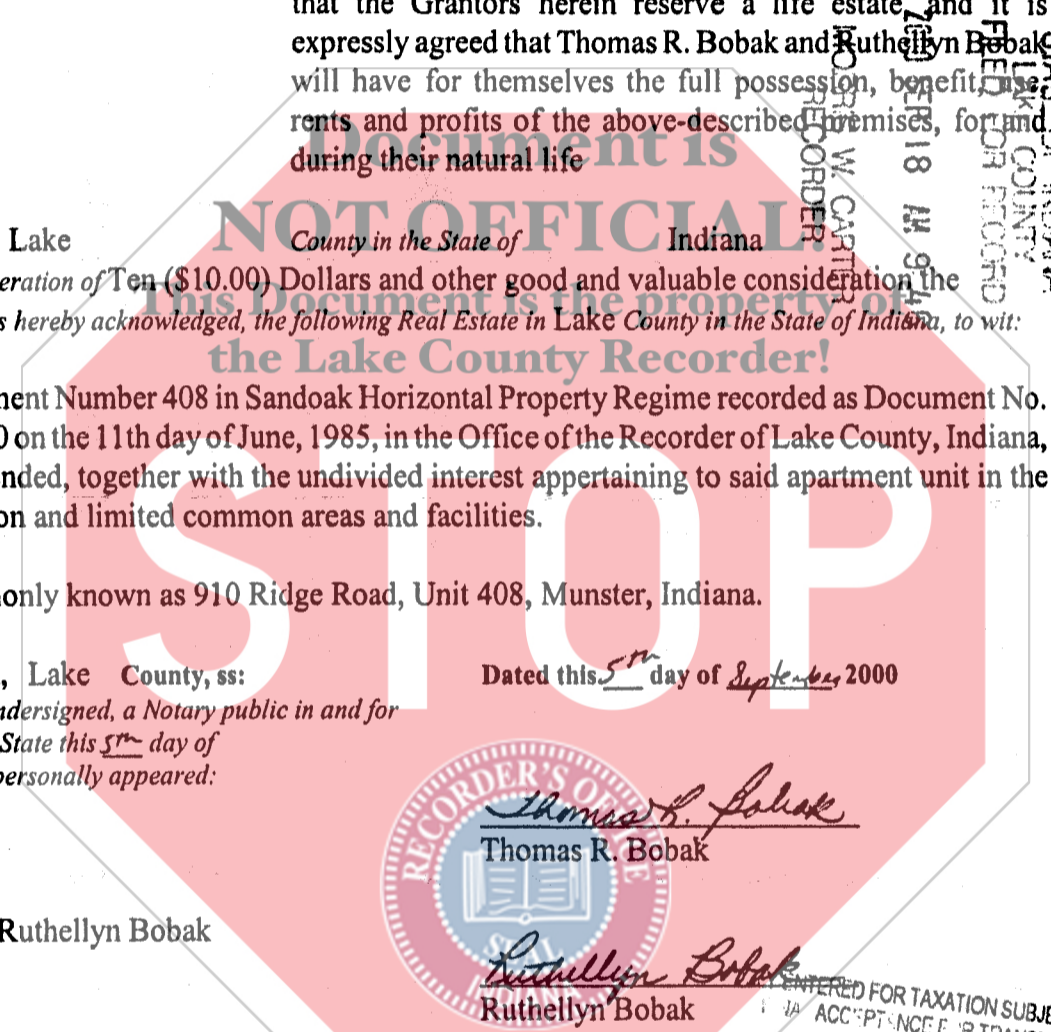 that the Grantors herein reserve a life estate and it is
expressly agreed that Thomas R. Bobak and Ruthellyn Bobak
will have for themselves the full possession, benefit, use,
rents and profits of the above-described premises, for and
during their natural life
Document is
NOT OFFICIAL
Lake County in the State of Indiana
eration of Ten ($10.00) Dollars and other good and valuable consideration the
This Document is the property of
s hereby acknowledged, the following Real Estate in Lake County in the State of Indiana, to wit:
the Lake County Recorder!
nent Number 408 in Sandoak Horizontal Property Regime recorded as Document No.
0 on the 11th day of June, 1985, in the Office of the Recorder of Lake County, Indiana,
nded, together with the undivided interest appertaining to said apartment unit in the
on and limited common areas and facilities.
STOP
only known as 910 Ridge Road, Unit 408, Munster, Indiana.
, Lake County, ss: Dated this 5th day of September, 2000
ndersigned, a Notary public in and for
State this 5th day of
personally appeared:
Thomas R. Bobak
Thomas R. Bobak
Ruthellyn Bobak
Ruthellyn Bobak
Ruthellyn Bobak
RECORDER'S OFFICE
SEAL
INDIANA
COUNTY
FILED FOR RECORD
18 AM 9
W. CARTER
RECORDER
ENTERED FOR TAXATION SUBJE